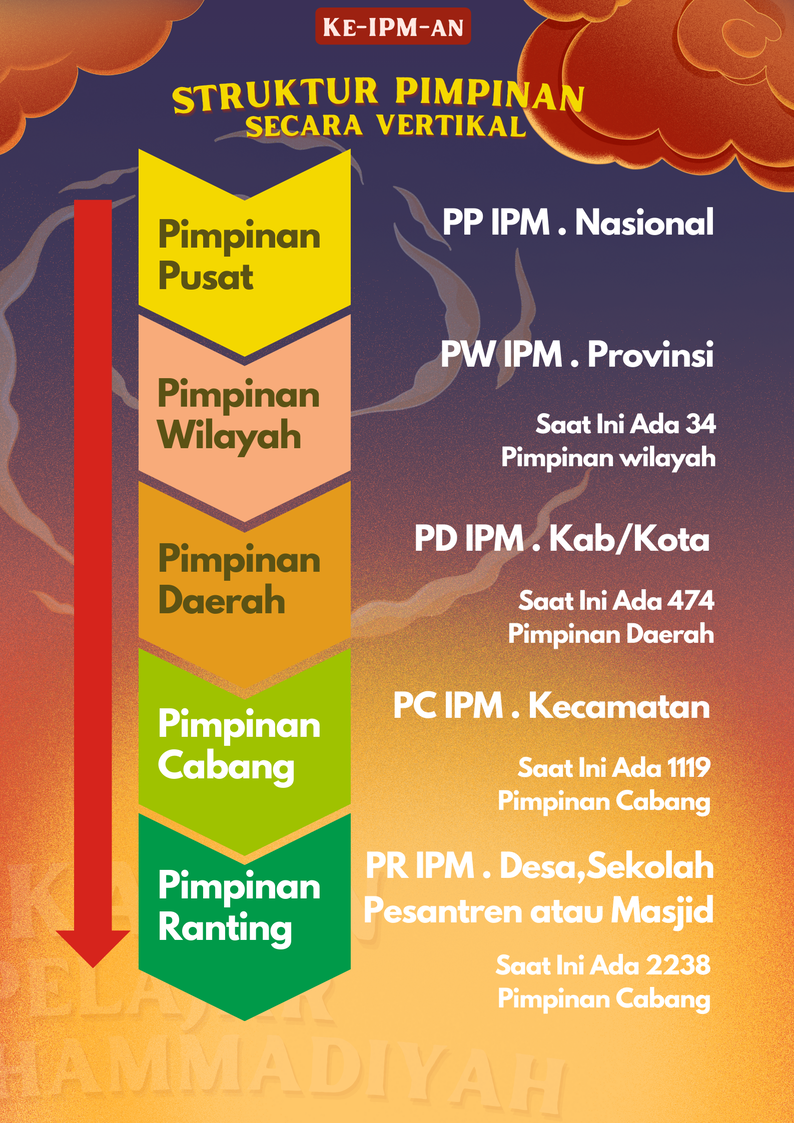 KE-IPM-AN
STRUKTUR PIMPINAN
SECARA VERTIKAL
Pimpinan
Pusat
PP IPM . Nasional
Pimpinan
Wilayah
PW IPM . Provinsi
Saat Ini Ada 34
Pimpinan wilayah
Pimpinan
Daerah
PD IPM . Kab/Kota
Saat Ini Ada 474
Pimpinan Daerah
Pimpinan
Cabang
PC IPM . Kecamatan
Saat Ini Ada 1119
Pimpinan Cabang
Pimpinan
Ranting
PR IPM . Desa,Sekolah
Pesantren atau Masjid
Saat Ini Ada 2238
Pimpinan Cabang
PELAJAR
HAMMADIYAH